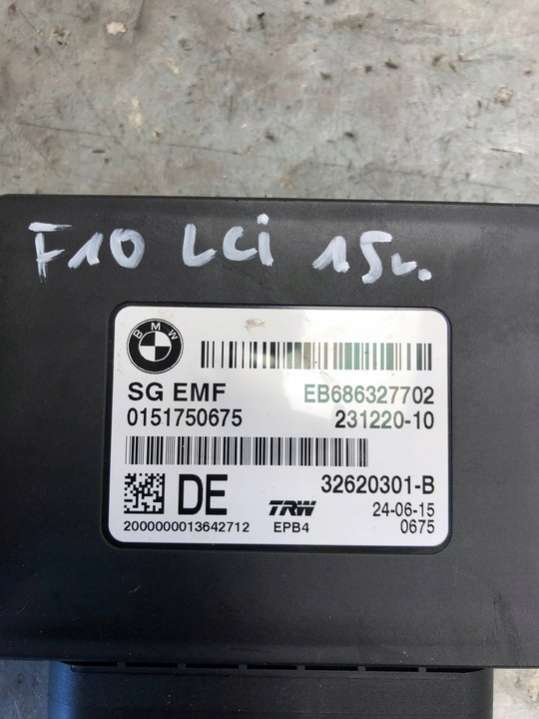 F10 LCi 15r.
BMW
SG EMF EB686327702
0151750675 231220-10
DE 32620301-B
TRW 24-06-15
2000000013642712 EPB4 0675